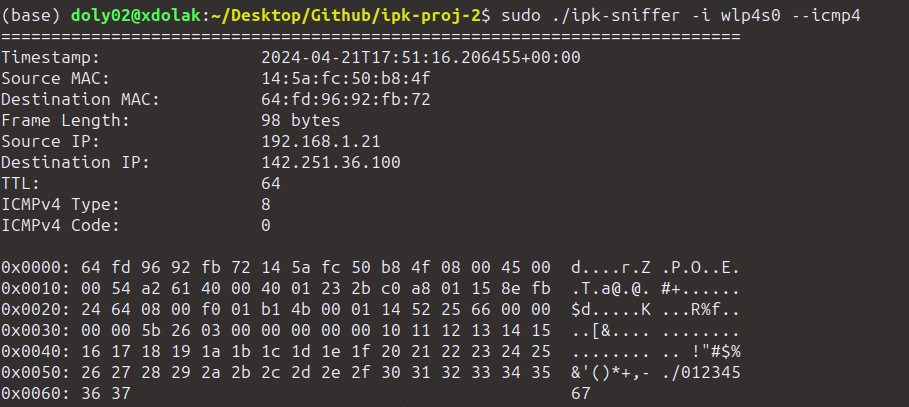 (base) doly02@xdolak:~/Desktop/Github/ipk-proj-2$ sudo ./ipk-sniffer -i wlp4s0 --icmp4
==========================================================================
Timestamp: 2024-04-21T17:51:16.206455+00:00
Source MAC: 14:5a:fc:50:b8:4f
Destination MAC: 64:fd:96:92:fb:72
Frame Length: 98 bytes
Source IP: 192.168.1.21
Destination IP: 142.251.36.100
TTL: 64
ICMPv4 Type: 8
ICMPv4 Code: 0
0x0000: 64 fd 96 92 fb 72 14 5a fc 50 b8 4f 08 00 45 00 d....r.Z .P.O..E.
0x0010: 00 54 a2 61 40 00 40 01 23 2b c0 a8 01 15 8e fb .T.a@.@. #+......
0x0020: 24 64 08 00 f0 01 b1 4b 00 01 14 52 25 66 00 00 $d.....K ...R%f..
0x0030: 00 00 5b 26 03 00 00 00 00 00 10 11 12 13 14 15 ..[&.... ........
0x0040: 16 17 18 19 1a 1b 1c 1d 1e 1f 20 21 22 23 24 25 ........ .. !"#$%
0x0050: 26 27 28 29 2a 2b 2c 2d 2e 2f 30 31 32 33 34 35 &'()*+,- ./012345
0x0060: 36 37 67